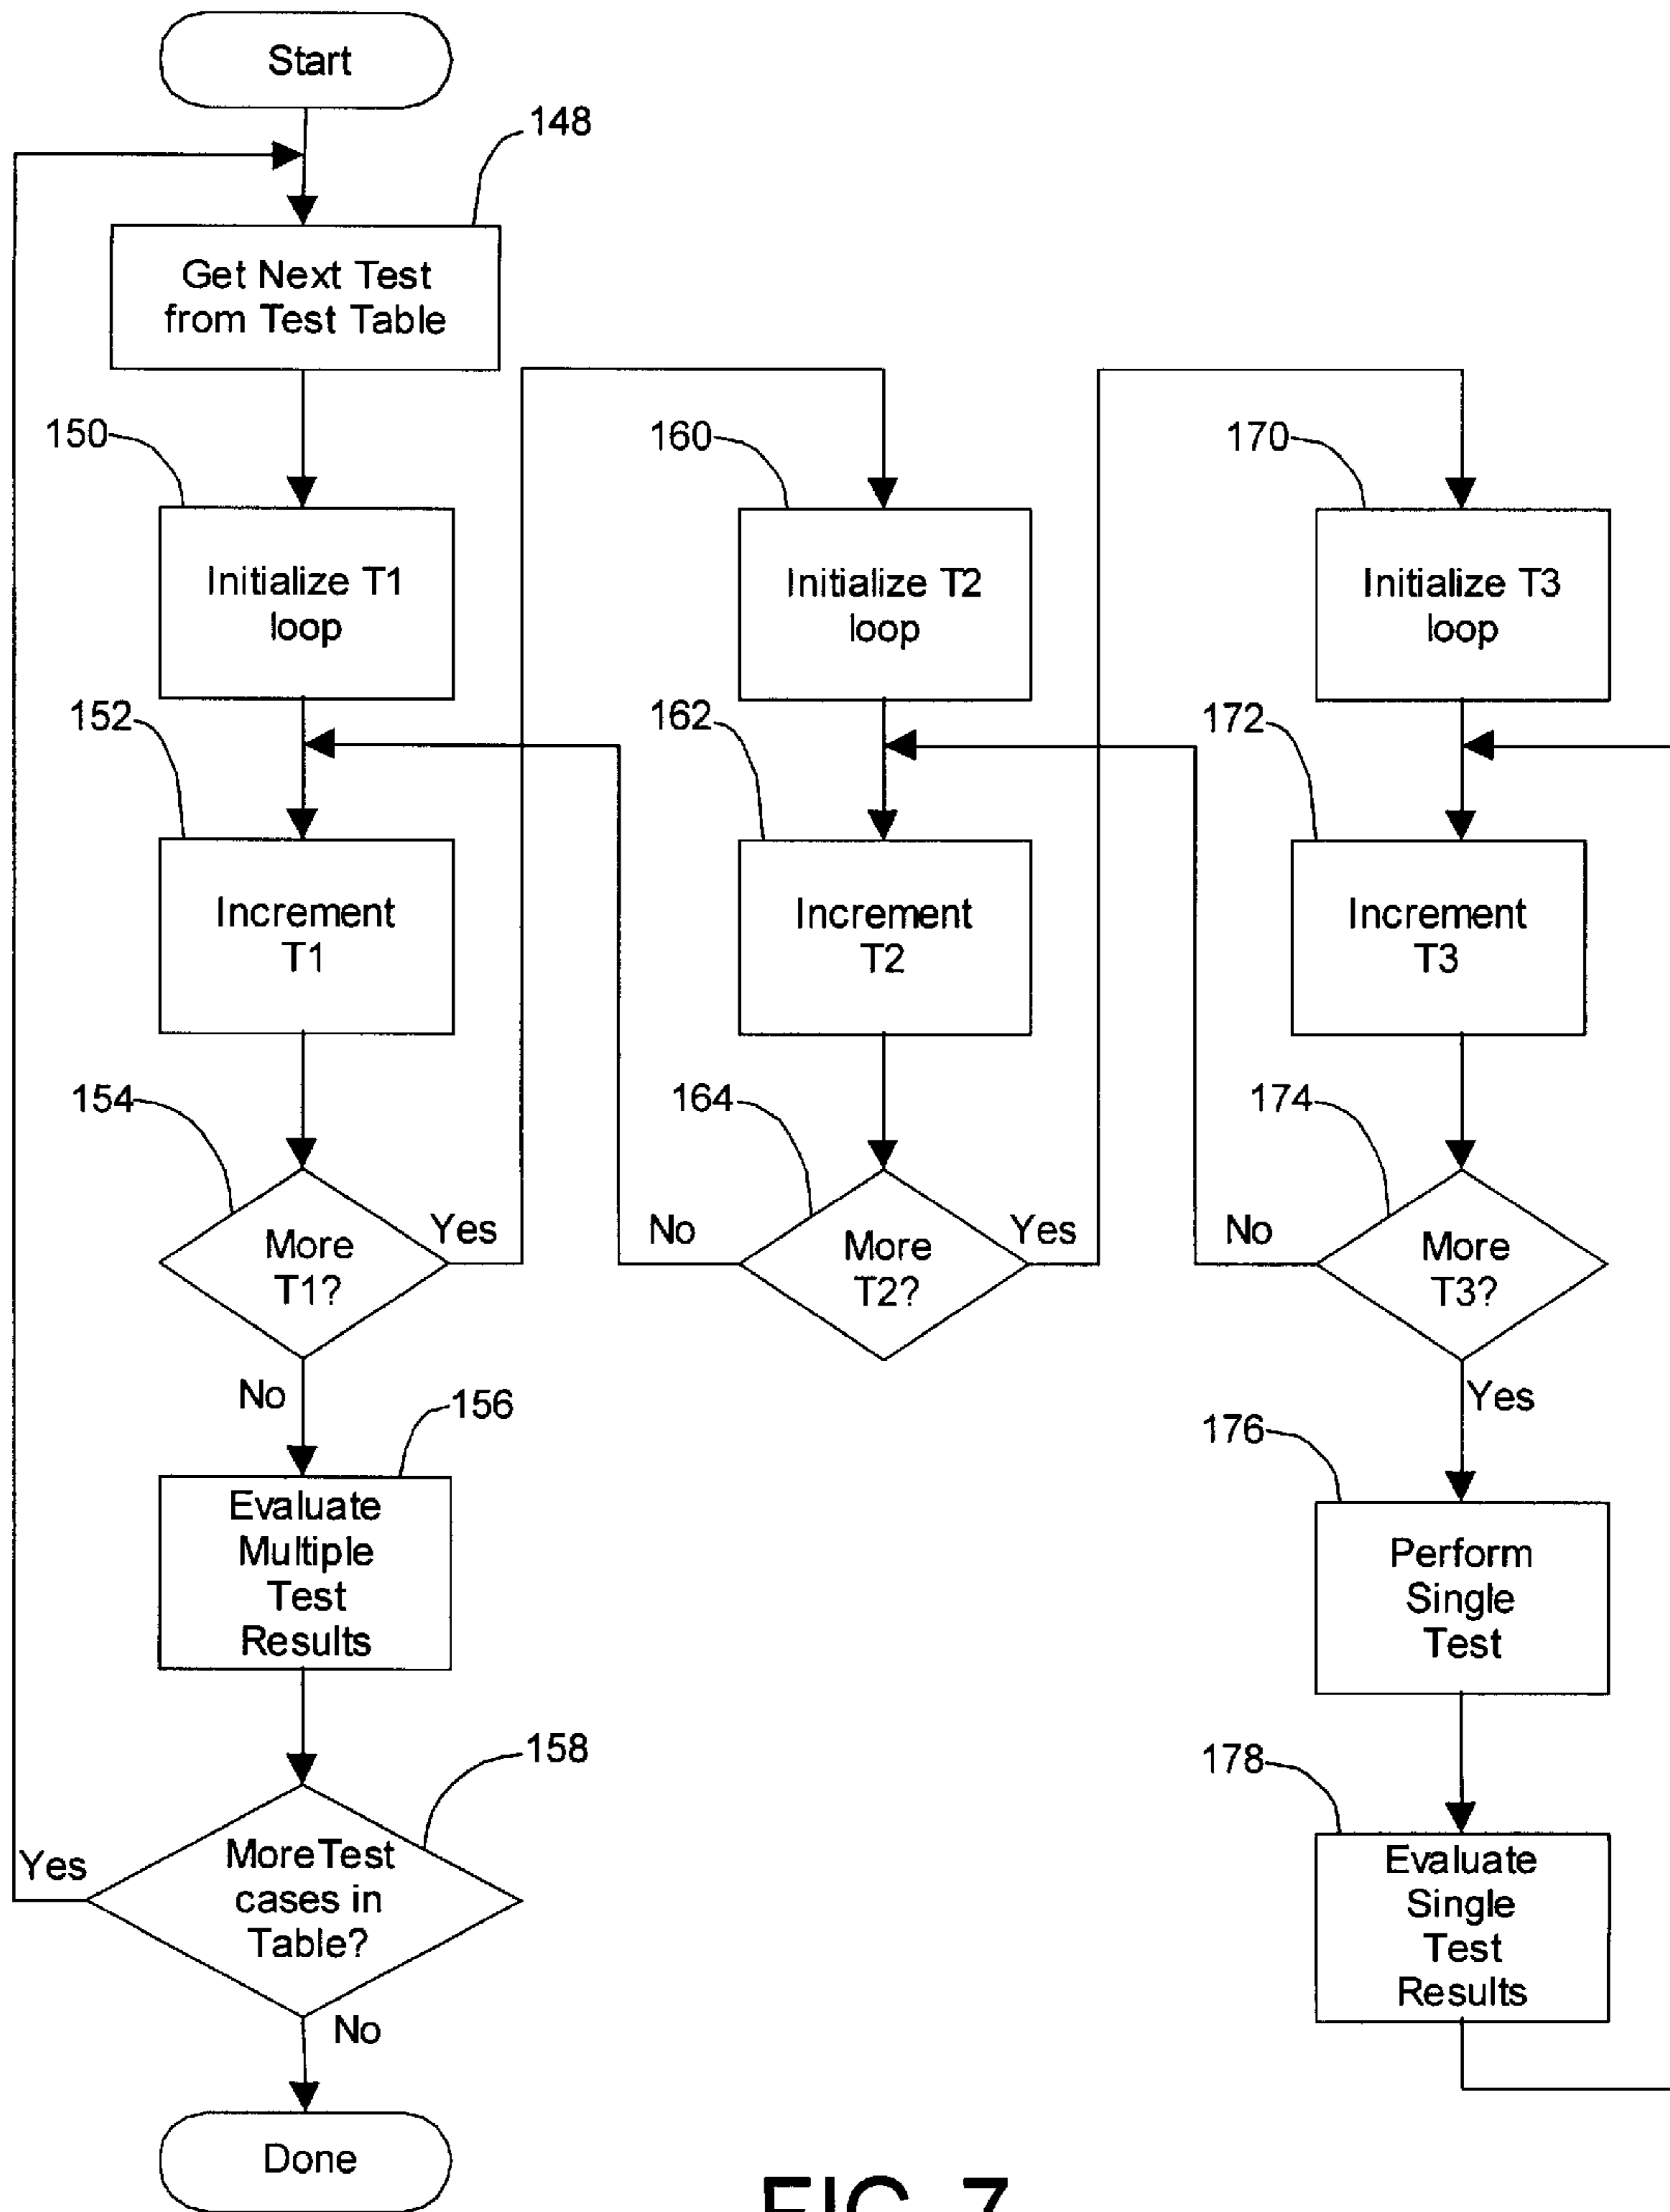 Start
148
Get Next Test
from Test Table
150
160
170
Initialize T1
loop
Initialize T2
loop
Initialize T3
loop
152
162
172
Increment
T1
Increment
T2
Increment
T3
154
164
174
More
T1?
Yes
No
More
T2?
Yes
No
More
T3?
No
Yes
156
176
Evaluate
Multiple
Test
Results
Perform
Single
Test
158
178
Yes
MoreTest
cases in
Table?
Evaluate
Single
Test
Results
No
Done
FIG. 7